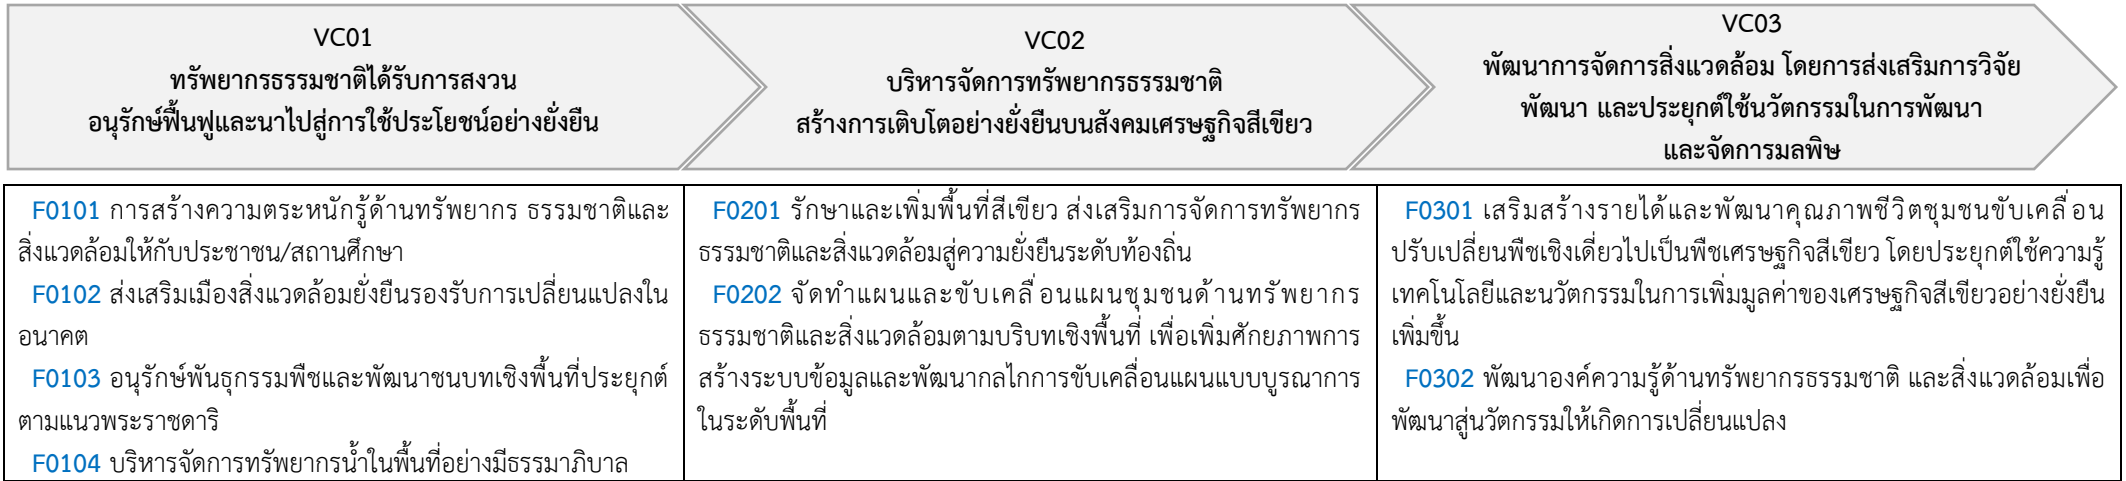 VC01
ทรัพยากรธรรมชาติได้รับการสงวน
อนุรักษ์ฟื้นฟูและนาไปสู่การใช้ประโยชน์อย่างยั่งยืน
VC02
บริหารจัดการทรัพยากรธรรมชาติ
สร้างการเติบโตอย่างยั่งยืนบนสังคมเศรษฐกิจสีเขียว
VC03
พัฒนาการจัดการสิ่งแวดล้อม โดยการส่งเสริมการวิจัย
พัฒนา และประยุกต์ใช้นวัตกรรมในการพัฒนา
และจัดการมลพิษ
F0101 การสร้างความตระหนักรู้ด้านทรัพยากร ธรรมชาติและ
สิ่งแวดล้อมให้กับประชาชน/สถานศึกษา
F0102 ส่งเสริมเมืองสิ่งแวดล้อมยั่งยืนรองรับการเปลี่ยนแปลงใน
อนาคต
F0103 อนุรักษ์พันธุกรรมพืชและพัฒนาชนบทเชิงพื้นที่ประยุกต์
ตามแนวพระราชดาริ
F0104 บริหารจัดการทรัพยากรน้ำในพื้นที่อย่างมีธรรมาภิบาล
F0201 รักษาและเพิ่มพื้นที่สีเขียว ส่งเสริมการจัดการทรัพยากร
ธรรมชาติและสิ่งแวดล้อมสู่ความยั่งยืนระดับท้องถิ่น
F0202 จัดทำแผนและขับเคลื่อนแผนชุมชนด้านทรัพยากร
ธรรมชาติและสิ่งแวดล้อมตามบริบทเชิงพื้นที่ เพื่อเพิ่มศักยภาพการ
สร้างระบบข้อมูลและพัฒนากลไกการขับเคลื่อนแผนแบบบูรณาการ
ในระดับพื้นที่
F0301 เสริมสร้างรายได้และพัฒนาคุณภาพชีวิตชุมชนขับเคลื่อน
ปรับเปลี่ยนพืชเชิงเดี่ยวไปเป็นพืชเศรษฐกิจสีเขียว โดยประยุกต์ใช้ความรู้
เทคโนโลยีและนวัตกรรมในการเพิ่มมูลค่าของเศรษฐกิจสีเขียวอย่างยั่งยืน
เพิ่มขึ้น
F0302 พัฒนาองค์ความรู้ด้านทรัพยากรธรรมชาติ และสิ่งแวดล้อมเพื่อ
พัฒนาสู่นวัตกรรมให้เกิดการเปลี่ยนแปลง